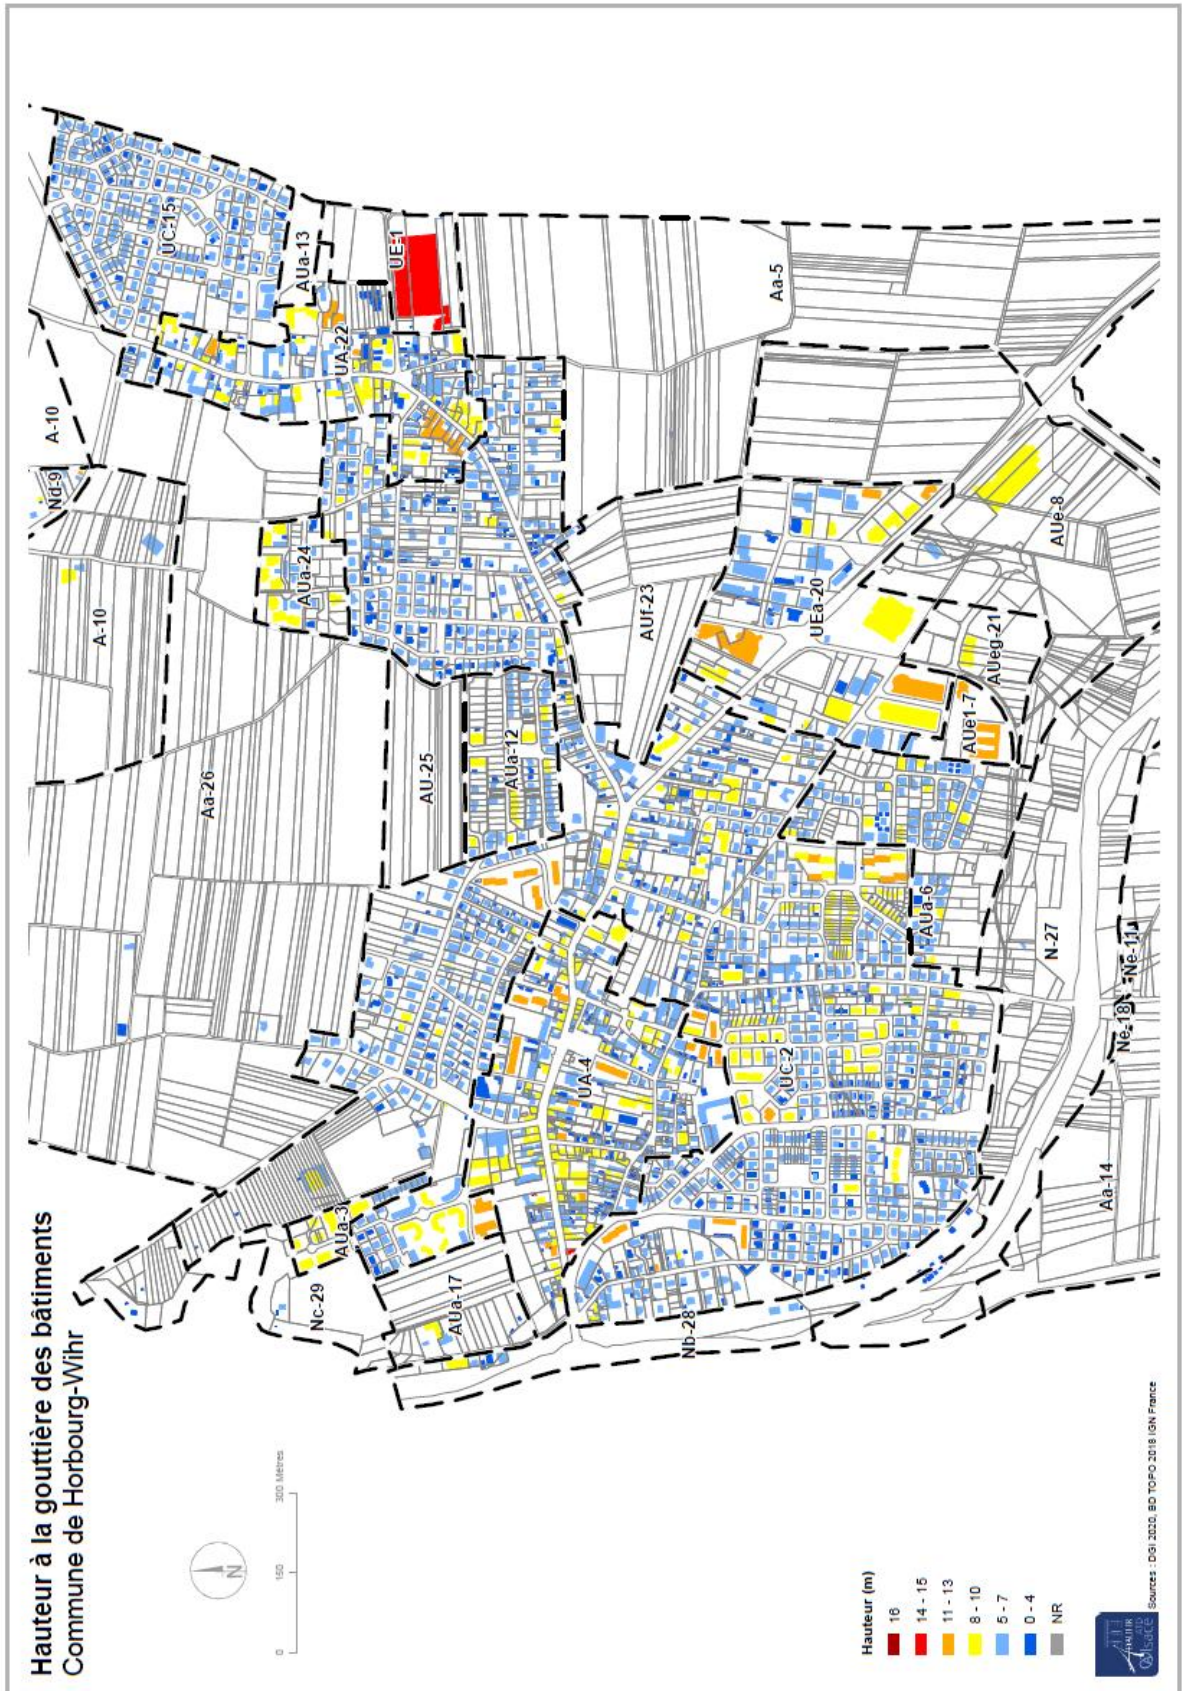 Hauteur à la gouttière des bâtiments
Commune de Horbourg-Wihr
0 150 300 Mètres
N
Hauteur (m)
16
14 - 15
11 - 13
8 - 10
5 - 7
0 - 4
NR
Sources : DGI 2020, BD TOPO 2018 IGN France
Alsace
UC-15
AUa-13
UE-1
UA-22
Aa-5
A-10
Nd-9
AUa-24
A-10
Aa-26
AU-25
AUa-12
AUf-23
UEa-20
AUe-8
AUeg-21
AUe1-7
AUa-6
N-27
Ne-11
Ne-18
UA-4
UC-2
Aa-14
AUa-3
Nc-29
AUa-17
Nb-28